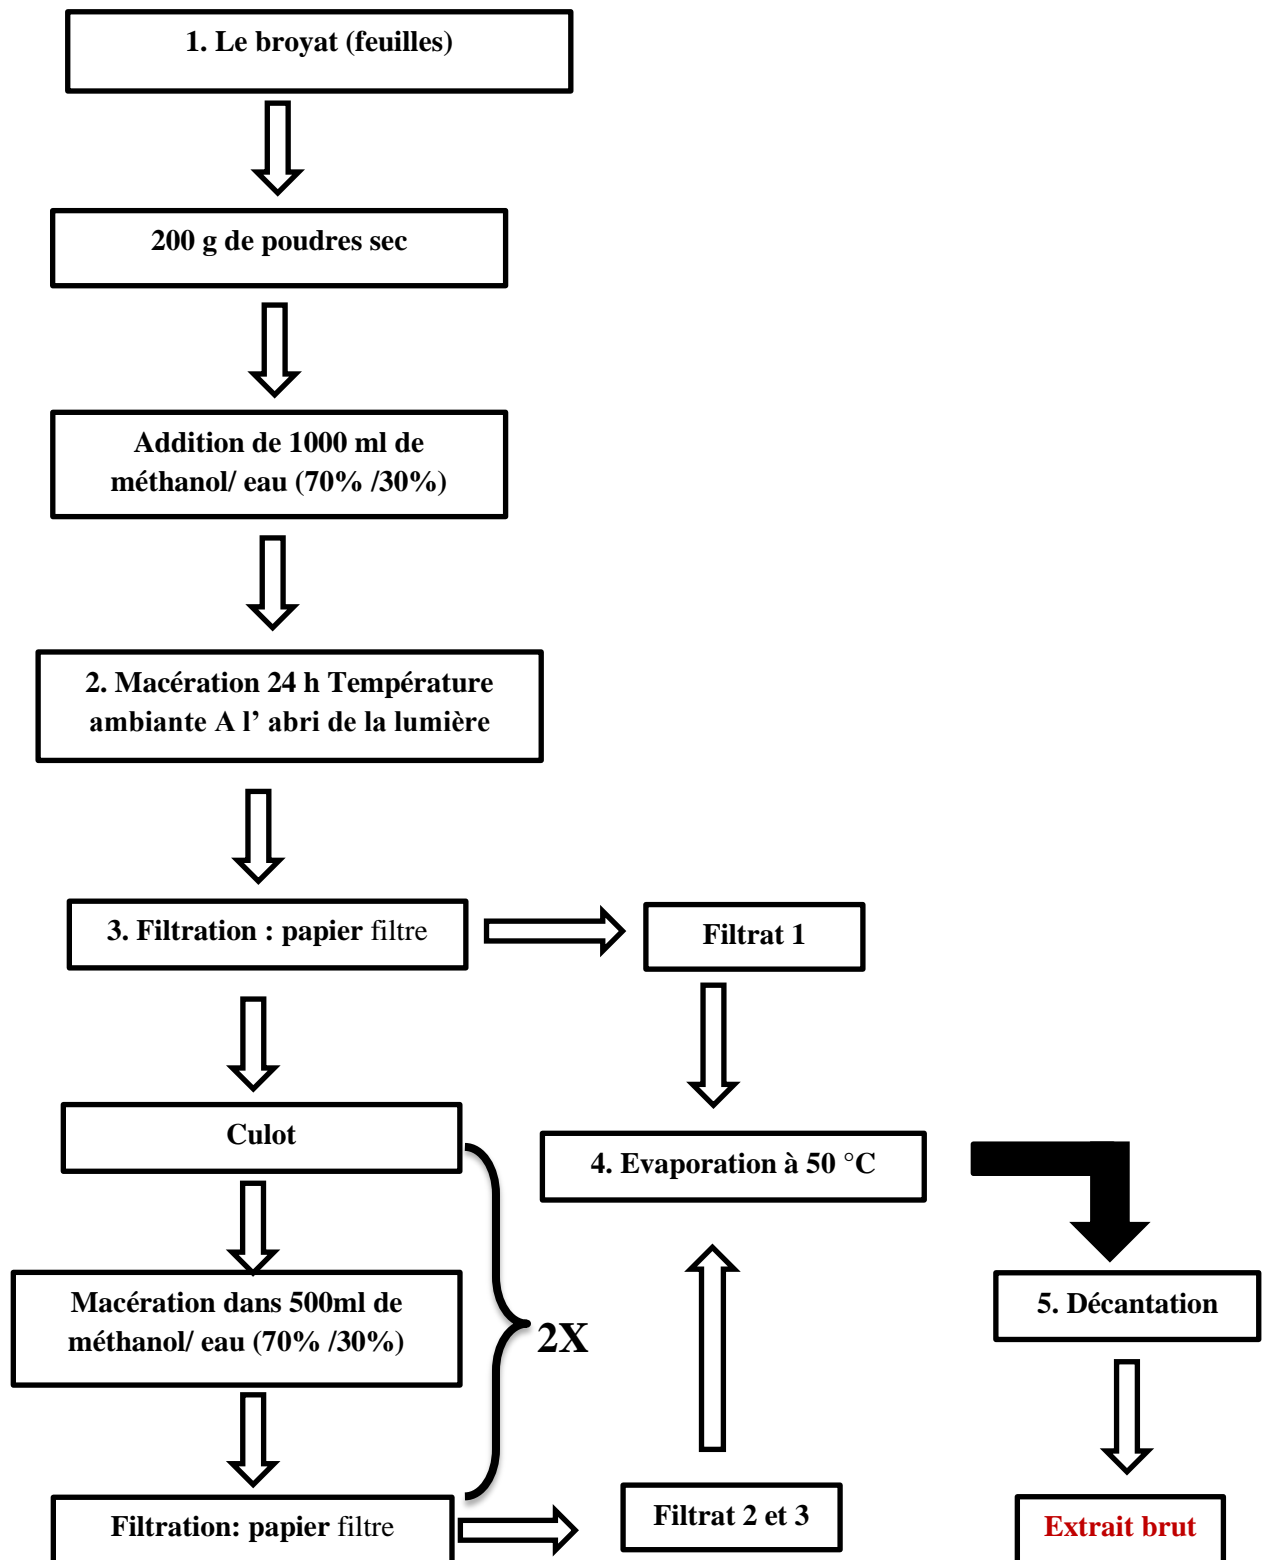 1. Le broyat (feuilles)
200 g de poudres sec
Addition de 1000 ml de
méthanol/ eau (70% /30%)
2. Macération 24 h Température
ambiante A l’ abri de la lumière
3. Filtration : papier filtre
Filtrat 1
Culot
4. Evaporation à 50 °C
Macération dans 500ml de
méthanol/ eau (70% /30%)
2X
5. Décantation
Filtration: papier filtre
Filtrat 2 et 3
Extrait brut